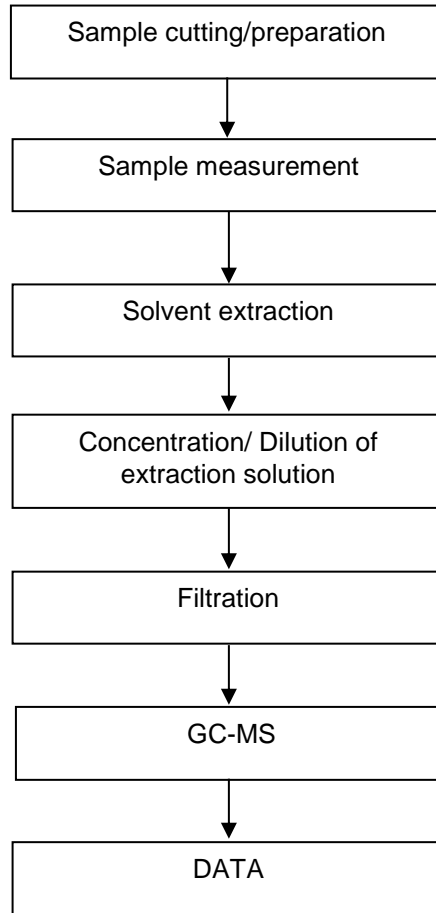 Sample cutting/preparation
Sample measurement
Solvent extraction
Concentration/ Dilution of
extraction solution
Filtration
GC-MS
DATA